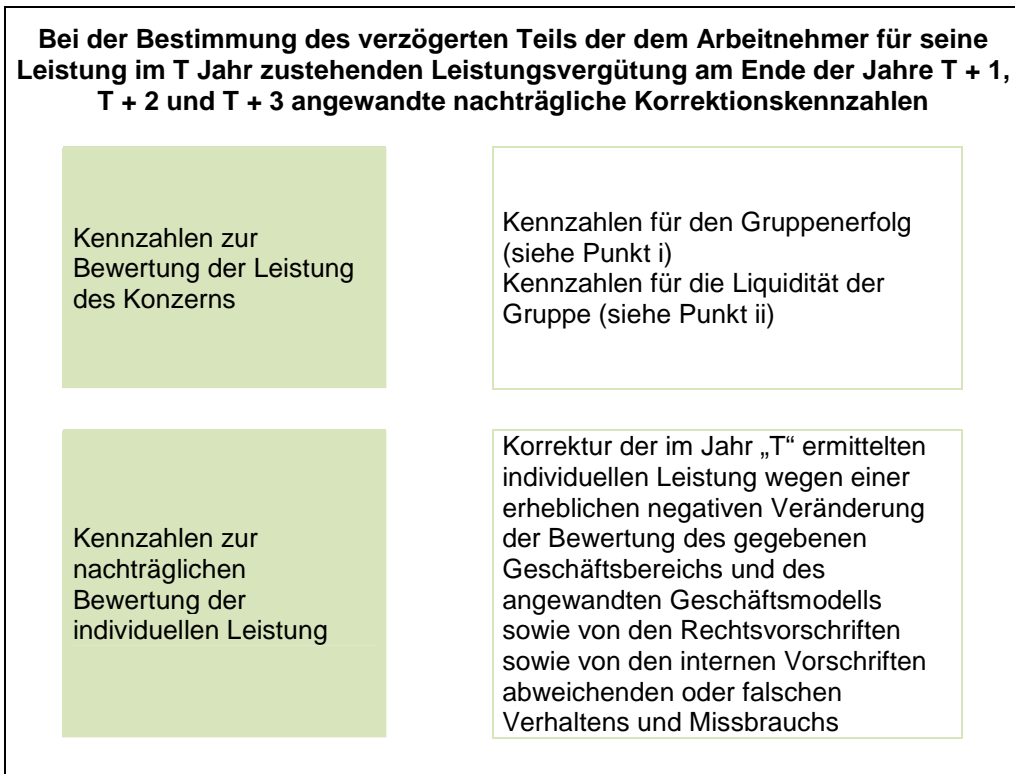 Bei der Bestimmung des verzögerten Teils der dem Arbeitnehmer für seine
Leistung im T Jahr zustehenden Leistungsvergütung am Ende der Jahre T + 1,
T + 2 und T + 3 angewandte nachträgliche Korrektionskennzahlen
Kennzahlen zur
Bewertung der Leistung
des Konzerns
Kennzahlen für den Gruppenerfolg
(siehe Punkt i)
Kennzahlen für die Liquidität der
Gruppe (siehe Punkt ii)
Kennzahlen zur
nachträglichen
Bewertung der
individuellen Leistung
Korrektur der im Jahr „T“ ermittelten
individuellen Leistung wegen einer
erheblichen negativen Veränderung
der Bewertung des gegebenen
Geschäftsbereichs und des
angewandten Geschäftsmodells
sowie von den Rechtsvorschriften
sowie von den internen Vorschriften
abweichenden oder falschen
Verhaltens und Missbrauchs